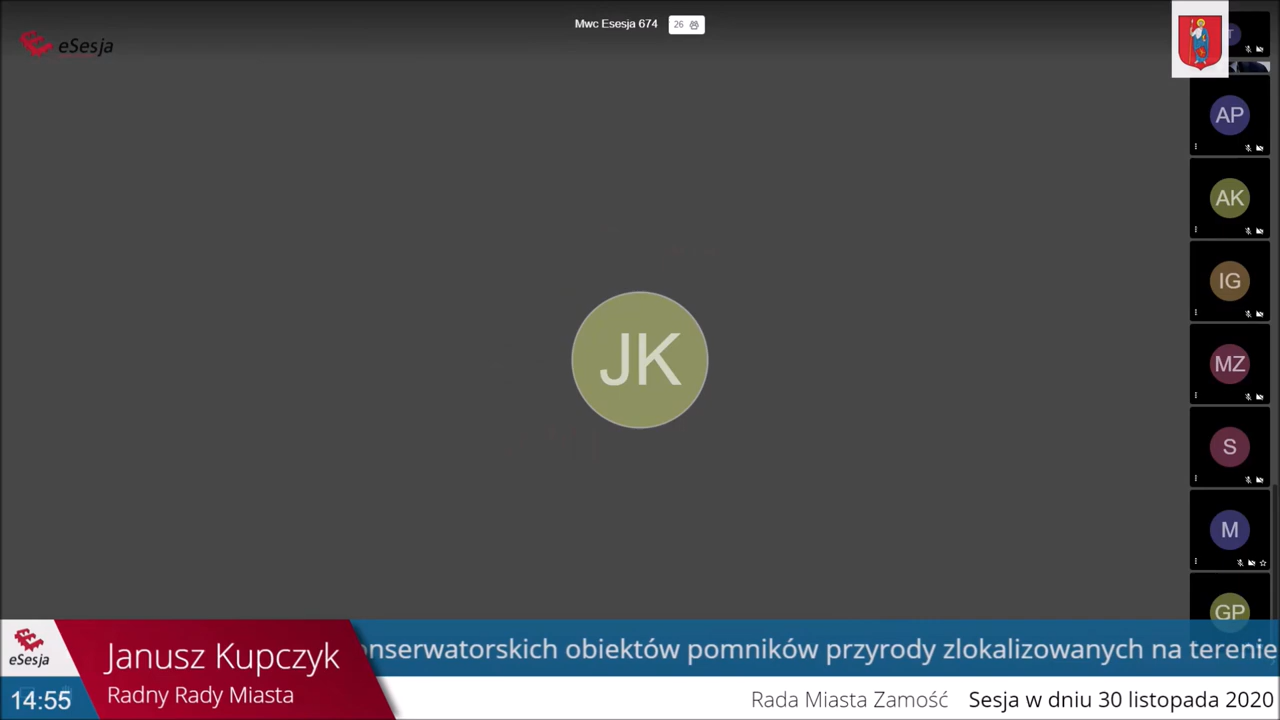 Mwc Esesja 674 26
eSesja
T
AP
AK
IG
MZ
S
M
GP
JK
eSesja
Janusz Kupczyk
Radny Rady Miasta
onserwatorskich obiektów pomników przyrody zlokalizowanych na terenie
14:55
Rada Miasta Zamość Sesja w dniu 30 listopada 2020